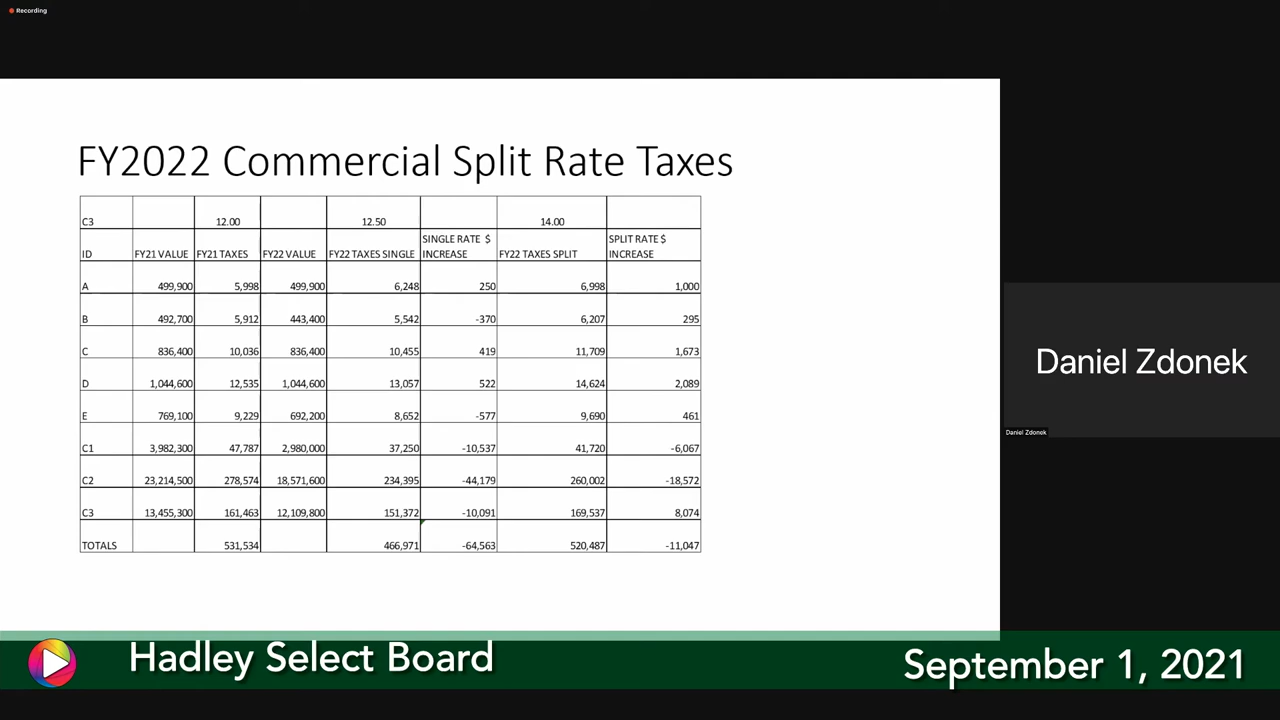 Recording
FY2022 Commercial Split Rate Taxes
C3 12.00 12.50 14.00
ID FY21 VALUE FY21 TAXES FY22 VALUE FY22 TAXES SINGLE SINGLE RATE $ INCREASE FY22 TAXES SPLIT SPLIT RATE $ INCREASE
A 499,900 5,998 499,900 6,248 250 6,998 1,000
B 492,700 5,912 443,400 5,542 -370 6,207 295
C 836,400 10,036 836,400 10,455 419 11,709 1,673
D 1,044,600 12,535 1,044,600 13,057 522 14,624 2,089
E 769,100 9,229 692,200 8,652 -577 9,690 461
C1 3,982,300 47,787 2,980,000 37,250 -10,537 41,720 -6,067
C2 23,214,500 278,574 18,571,600 234,395 -44,179 260,002 -18,572
C3 13,455,300 161,463 12,109,800 151,372 -10,091 169,537 8,074
TOTALS 531,534 466,971 -64,563 520,487 -11,047
Daniel Zdonek
Daniel Zdonek
Hadley Select Board
September 1, 2021